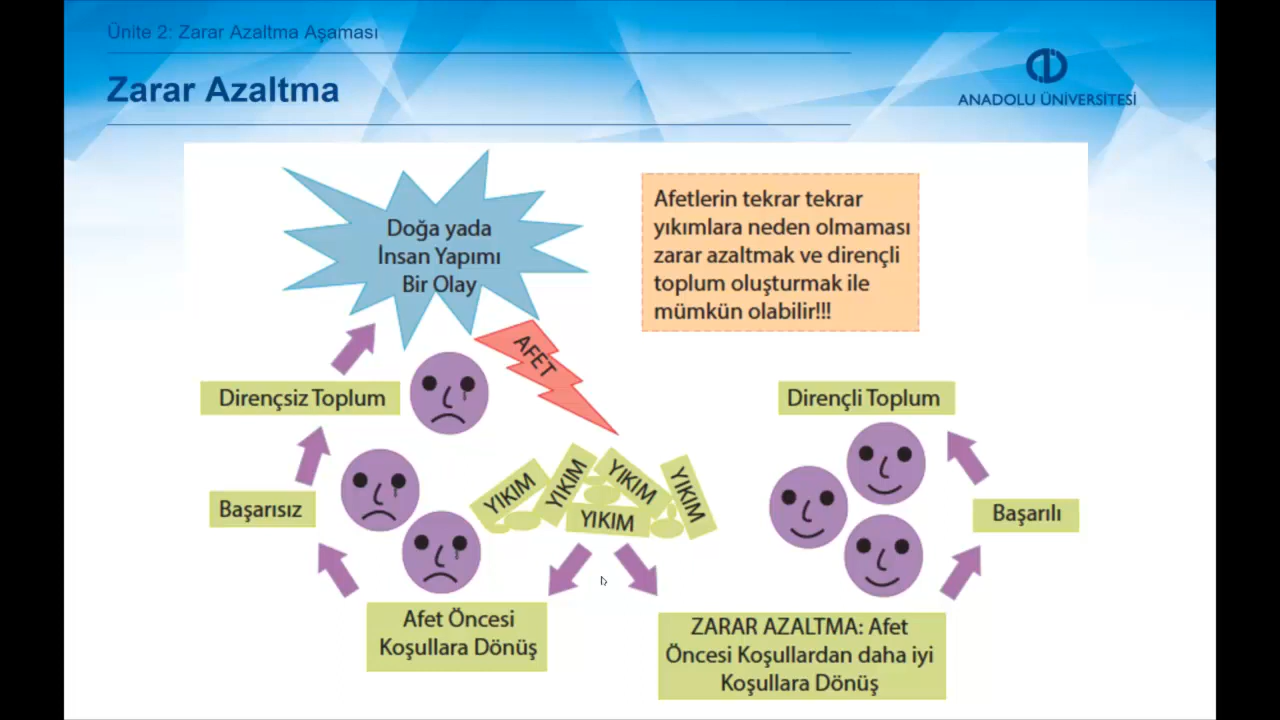 Ünite 2: Zarar Azaltma Aşaması
Zarar Azaltma
ANADOLU ÜNİVERSİTESİ
Doğa yada
İnsan Yapımı
Bir Olay
Afetlerin tekrar tekrar
yıkımlara neden olmaması
zarar azaltmak ve dirençli
toplum oluşturmak ile
mümkün olabilir!!!
AFET
Dirençsiz Toplum
Dirençli Toplum
YIKIM
YIKIM
YIKIM
YIKIM
YIKIM
Başarısız
Başarılı
Afet Öncesi
Koşullara Dönüş
ZARAR AZALTMA: Afet
Öncesi Koşullardan daha iyi
Koşullara Dönüş